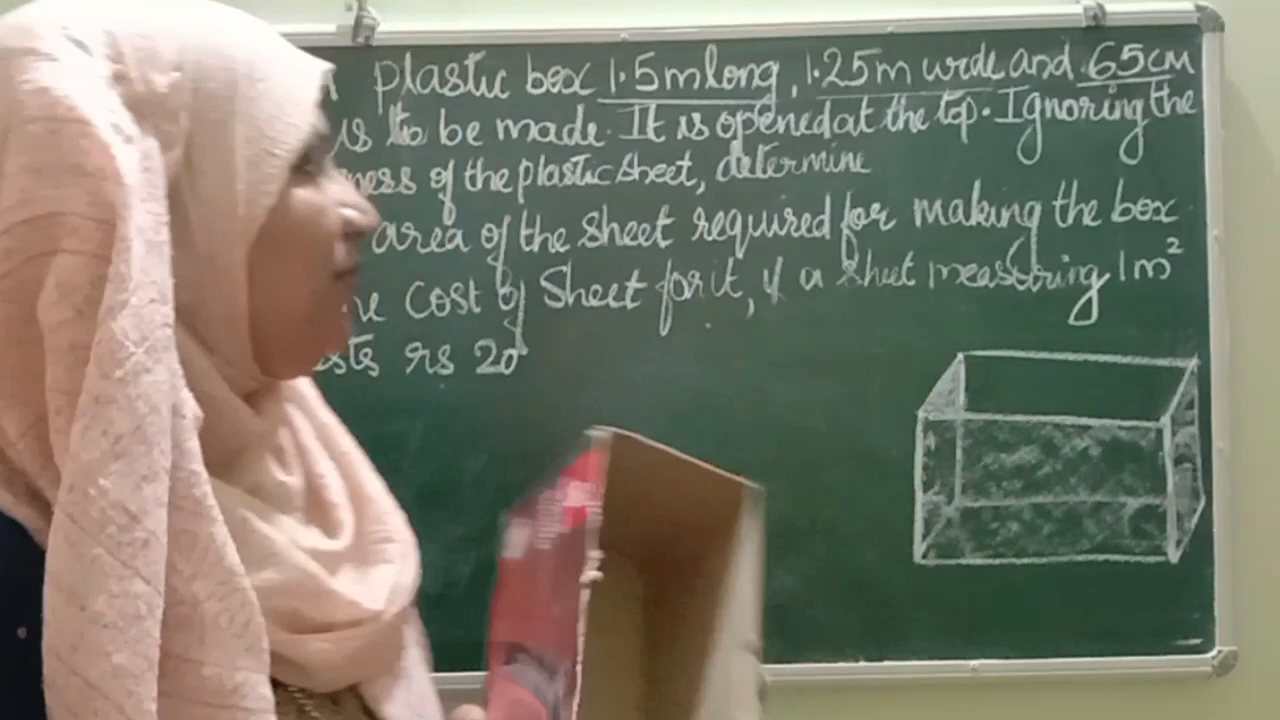 plastic box 1.5m long, 1.25m wide and 65cm
is to be made. It is opened at the top. Ignoring the
ness of the plastic sheet, determine
area of the sheet required for making the box
cost of Sheet for it, if a sheet measuring 1m²
sts rs 20